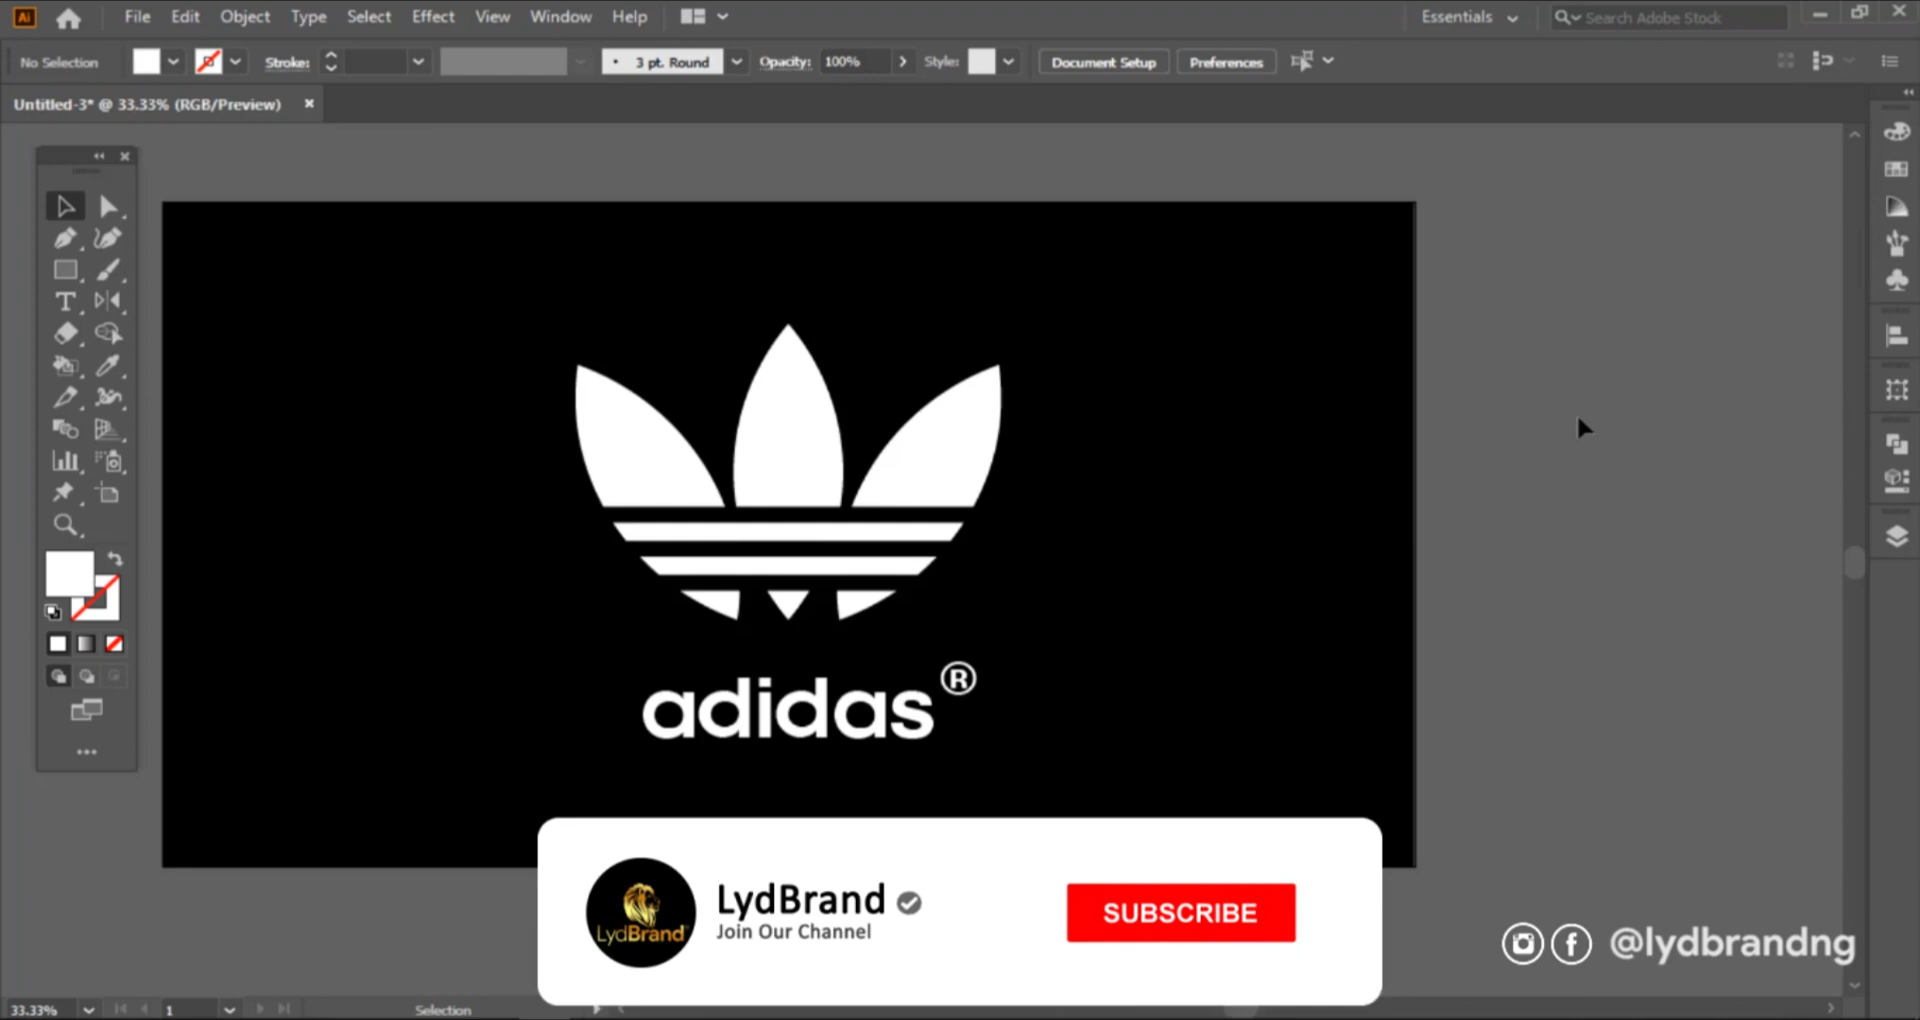 Ai File Edit Object Type Select Effect View Window Help Essentials Search Adobe Stock
No Selection Stroke: 3 pt. Round Opacity: 100% Style: Document Setup Preferences
Untitled-3* @ 33.33% (RGB/Preview)
adidas®
LydBrand
LydBrand
Join Our Channel
SUBSCRIBE
@lydbrandng
33.33% 1 Selection